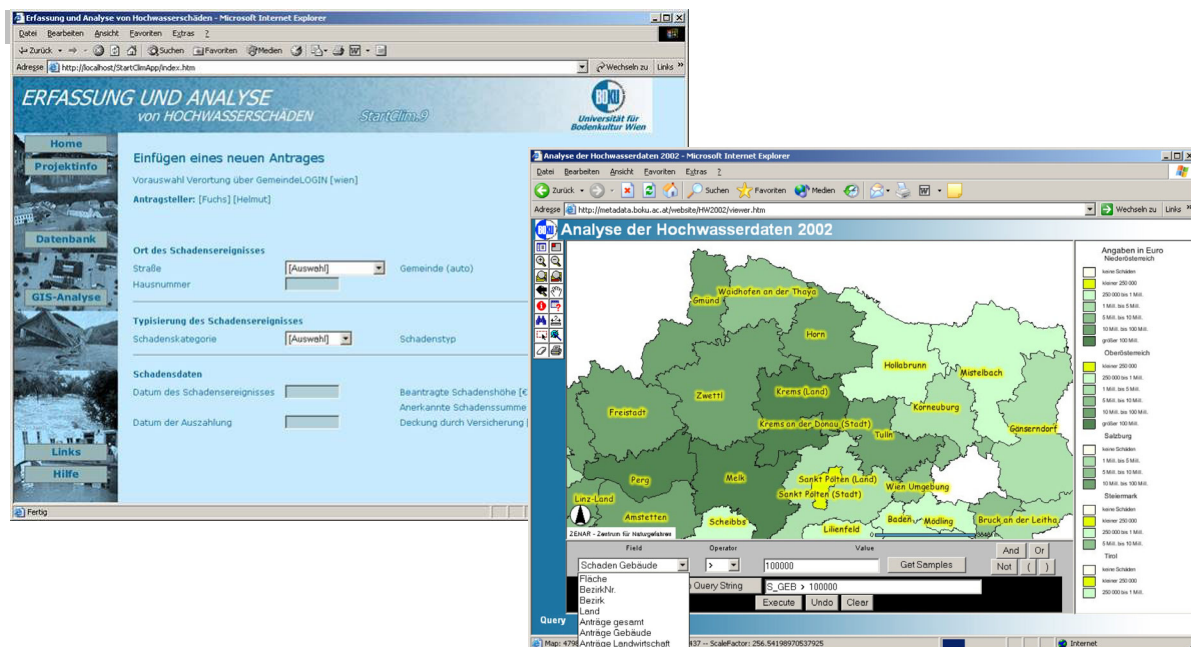 Erfassung und Analyse von Hochwasserschäden - Microsoft Internet Explorer
Datei Bearbeiten Ansicht Favoriten Extras ?
Zurück Suchen Favoriten Medien
Adresse http://localhost/StartClimApp/index.htm Wechseln zu Links
ERFASSUNG UND ANALYSE
von HOCHWASSERSCHÄDEN StartClim.9
BOKU
Universität für
Bodenkultur Wien
Home
Projektinfo
Datenbank
GIS-Analyse
Links
Hilfe
Einfügen eines neuen Antrages
Vorauswahl Verortung über GemeindeLOGIN [wien]
Antragsteller: [Fuchs] [Helmut]
Ort des Schadensereignisses
Straße [Auswahl] Gemeinde (auto)
Hausnummer
Typisierung des Schadensereignisses
Schadenskategorie [Auswahl] Schadenstyp
Schadensdaten
Datum des Schadensereignisses Beantragte Schadenshöhe [€
Anerkannte Schadenssumme
Datum der Auszahlung Deckung durch Versicherung [
Fertig
Analyse der Hochwasserdaten 2002 - Microsoft Internet Explorer
Datei Bearbeiten Ansicht Favoriten Extras ?
Zurück Suchen Favoriten Medien
Adresse http://metadata.boku.ac.at/website/HW2002/viewer.htm Wechseln zu Links
Analyse der Hochwasserdaten 2002
Waidhofen an der Thaya
Gmünd
Horn
Hollabrunn
Mistelbach
Zwettl
Krems (Land)
Korneuburg
Freistadt
Krems an der Donau (Stadt)
Gänserndorf
Tulln
Perg
Melk
Sankt Pölten (Land)
Wien Umgebung
Sankt Pölten (Stadt)
Linz-Land
Amstetten
Scheibbs
Lilienfeld
Baden
Mödling
Bruck an der Leitha
ZENAR - Zentrum für Naturgefahren
Angaben in Euro
Niederösterreich
keine Schäden
kleiner 250 000
250 000 bis 1 Mill.
1 Mill. bis 5 Mill.
5 Mill. bis 10 Mill.
10 Mill. bis 100 Mill.
größer 100 Mill.
Oberösterreich
kleiner 250 000
250 000 bis 1 Mill.
1 Mill. bis 5 Mill.
5 Mill. bis 10 Mill.
10 Mill. bis 100 Mill.
größer 100 Mill.
Salzburg
keine Schäden
1 Mill. bis 5 Mill.
5 Mill. bis 10 Mill.
10 Mill. bis 100 Mill.
Steiermark
keine Schäden
kleiner 250 000
250 000 bis 1 Mill.
5 Mill. bis 10 Mill.
Tirol
keine Schäden
kleiner 250 000
250 000 bis 1 Mill.
Field Operator Value
Schaden Gebäude > 100000 Get Samples
And Or
Not ( )
Fläche
BezirkNr.
Bezirk
Land
Anträge gesamt
Anträge Gebäude
Anträge Landwirtschaft
Query String S_GEB > 100000
Execute Undo Clear
Query
Map: 479 437 -- ScaleFactor: 256.54198970537925 Internet